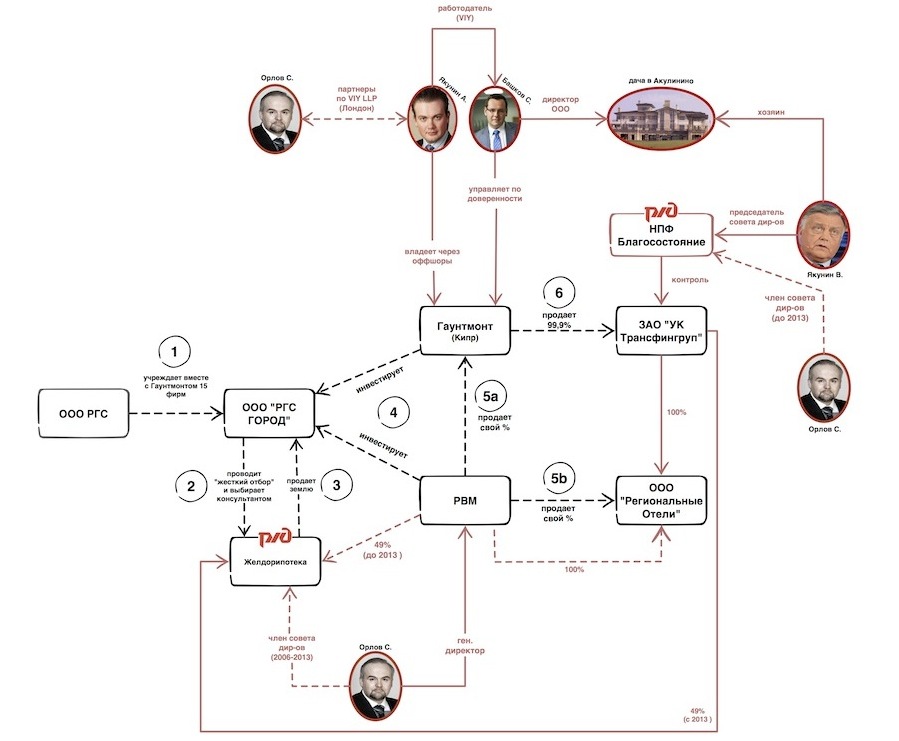 работодатель
(VIY)
Орлов С.
партнеры
по VIY LLP
(Лондон)
Якунин А.
Башков С.
директор
ООО
дача в Акулинино
хозяин
управляет по
доверенности
владеет через
оффшоры
ржд
НПФ
Благосостояние
председатель
совета дир-ов
Якунин В.
контроль
член совета
дир-ов
(до 2013)
Орлов С.
Гаунтмонт
(Кипр)
6
продает
99,9%
ЗАО "УК
Трансфингруп"
1
учреждает вместе
с Гаунтмонтом 15
фирм
ООО РГС
ООО "РГС
ГОРОД"
инвестирует
4
инвестирует
5a
продает
свой %
100%
2
проводит
"жесткий отбор"
и выбирает
консультантом
продает
землю
3
РВМ
5b
продает
свой %
ООО
"Региональные
Отели"
ржд
Желдорипотека
49%
(до 2013 )
100%
член совета
дир-ов
(2006-2013)
Орлов С.
ген.
директор
49%
(с 2013 )